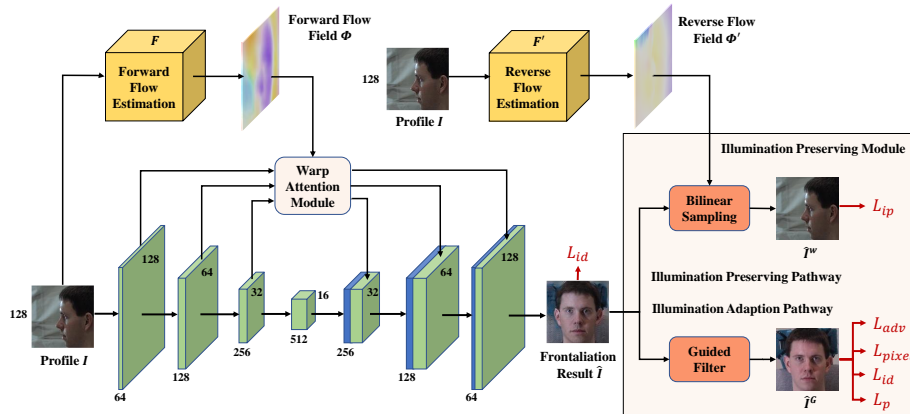 Forward Flow
Field Φ
F
Forward
Flow
Estimation
F'
Reverse
Flow
Estimation
Reverse Flow
Field Φ'
128
Profile I
Illumination Preserving Module
Warp
Attention
Module
Bilinear
Sampling
L_ip
Î^w
128
64
32
16
32
64
128
L_id
Illumination Preserving Pathway
Illumination Adaption Pathway
128
Profile I
64
128
256
512
256
128
64
Frontaliation
Result Î
Guided
Filter
Î^G
L_adv
L_pixe
L_id
L_p